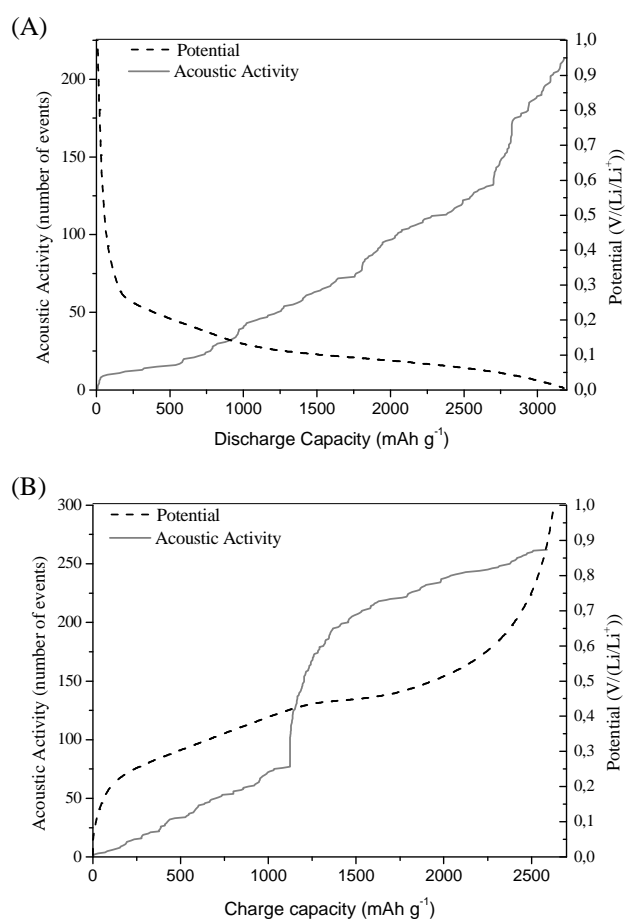 (A)
Potential
Acoustic Activity
Acoustic Activity (number of events)
0
50
100
150
200
Potential (V/(Li/Li⁺))
0,0
0,1
0,2
0,3
0,4
0,5
0,6
0,7
0,8
0,9
1,0
0 500 1000 1500 2000 2500 3000
Discharge Capacity (mAh g⁻¹)
(B)
Potential
Acoustic Activity
Acoustic Activity (number of events)
0
50
100
150
200
250
300
Potential (V/(Li/Li⁺))
0,0
0,1
0,2
0,3
0,4
0,5
0,6
0,7
0,8
0,9
1,0
0 500 1000 1500 2000 2500
Charge capacity (mAh g⁻¹)